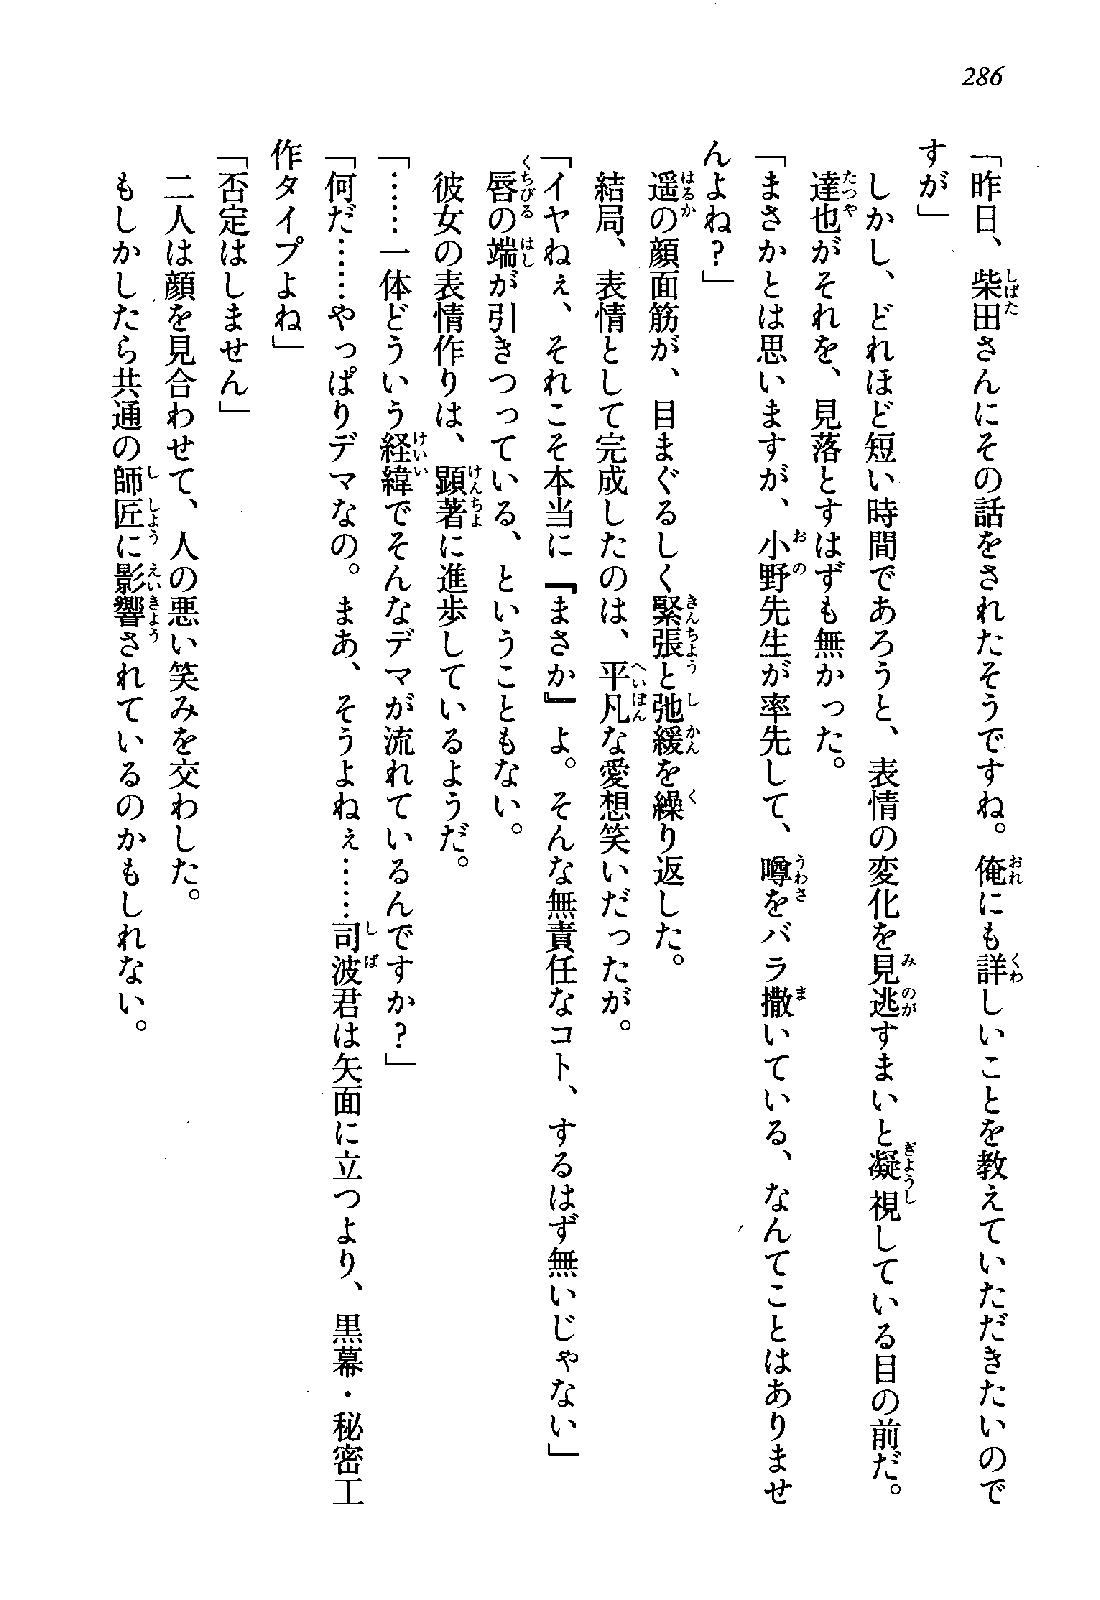 286
「昨日、柴田さんにその話をされたそうですね。俺にも詳しいことを教えていただきたいので
すが」
しかし、どれほど短い時間であろうと、表情の変化を見逃すまいと凝視している目の前だ。
達也がそれを、見落とすはずも無かった。
「まさかとは思いますが、小野先生が率先して、噂をバラ撒いている、なんてことはありませ
んよね？」
遥の顔面筋が、目まぐるしく緊張と弛緩を繰り返した。
結局、表情として完成したのは、平凡な愛想笑いだったが。
「イヤねぇ、それこそ本当に『まさか』よ。そんな無責任なコト、するはず無いじゃない」
唇の端が引きつっている、ということもない。
彼女の表情作りは、顕著に進歩しているようだ。
「……一体どういう経緯でそんなデマが流れているんですか？」
「何だ……やっぱりデマなの。まあ、そうよねぇ……司波君は矢面に立つより、黒幕・秘密工
作タイプよね」
「否定はしません」
二人は顔を見合わせて、人の悪い笑みを交わした。
もしかしたら共通の師匠に影響されているのかもしれない。